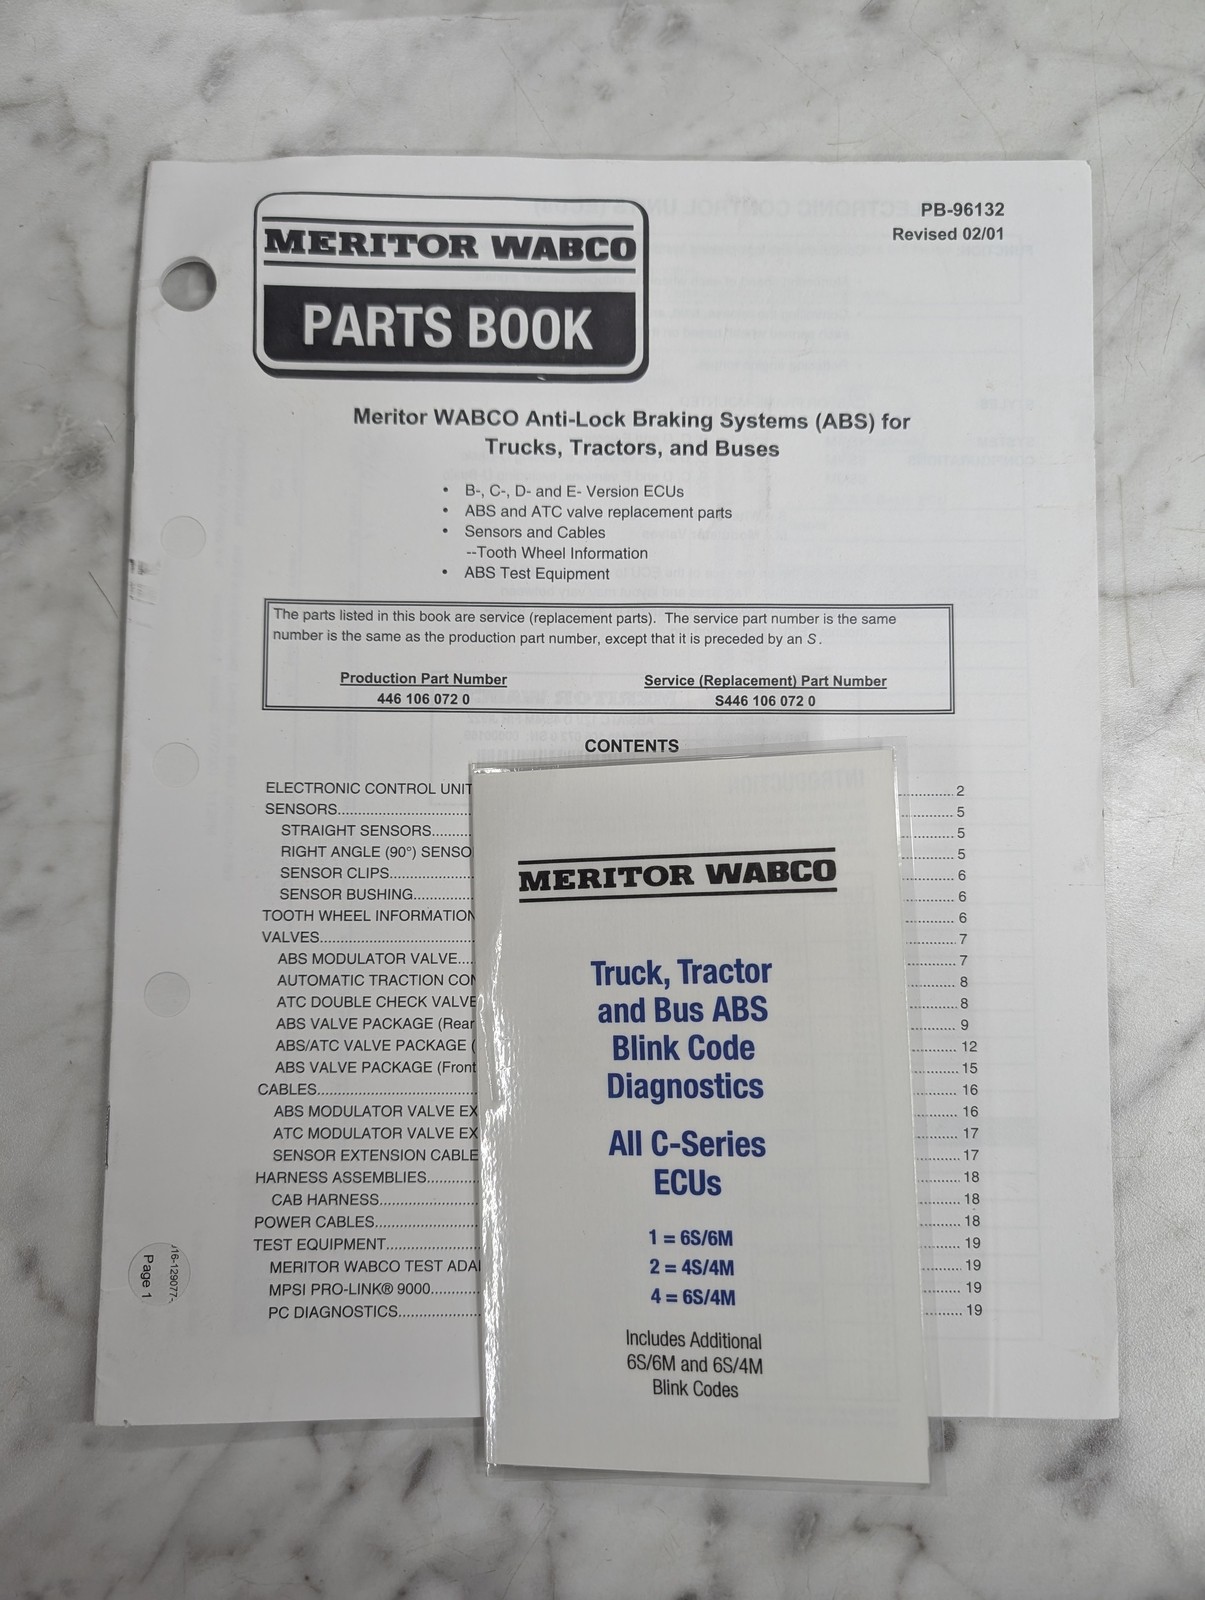 PB-96132
Revised 02/01
MERITOR WABCO
PARTS BOOK
Meritor WABCO Anti-Lock Braking Systems (ABS) for
Trucks, Tractors, and Buses
• B-, C-, D- and E- Version ECUs
• ABS and ATC valve replacement parts
• Sensors and Cables
--Tooth Wheel Information
• ABS Test Equipment
The parts listed in this book are service (replacement parts). The service part number is the same
number is the same as the production part number, except that it is preceded by an S.
Production Part Number Service (Replacement) Part Number
446 106 072 0 S446 106 072 0
CONTENTS
ELECTRONIC CONTROL UNIT ............ 2
SENSORS............ 5
STRAIGHT SENSORS............ 5
RIGHT ANGLE (90°) SENSO ............ 5
SENSOR CLIPS............ 6
SENSOR BUSHING............ 6
TOOTH WHEEL INFORMATION ............ 6
VALVES............ 7
ABS MODULATOR VALVE............ 7
AUTOMATIC TRACTION CON ............ 8
ATC DOUBLE CHECK VALVE ............ 8
ABS VALVE PACKAGE (Rear ............ 9
ABS/ATC VALVE PACKAGE ( ............ 12
ABS VALVE PACKAGE (Front ............ 15
CABLES............ 16
ABS MODULATOR VALVE EX ............ 16
ATC MODULATOR VALVE EX ............ 17
SENSOR EXTENSION CABLE ............ 17
HARNESS ASSEMBLIES............ 18
CAB HARNESS............ 18
POWER CABLES............ 18
TEST EQUIPMENT............ 19
MERITOR WABCO TEST ADA ............ 19
MPSI PRO-LINK® 9000............ 19
PC DIAGNOSTICS............ 19
16-129077-
Page 1
MERITOR WABCO
Truck, Tractor
and Bus ABS
Blink Code
Diagnostics
All C-Series
ECUs
1 = 6S/6M
2 = 4S/4M
4 = 6S/4M
Includes Additional
6S/6M and 6S/4M
Blink Codes